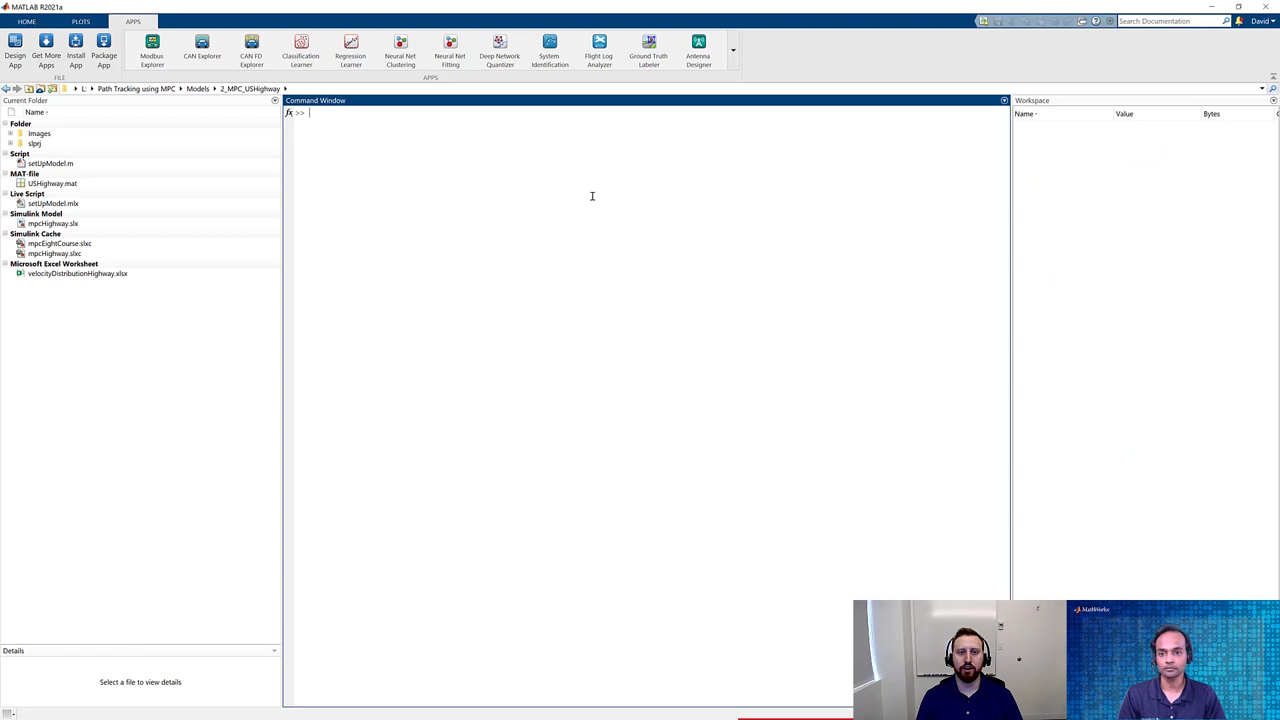 MATLAB R2021a
HOME PLOTS APPS Search Documentation David
Design App
Get More Apps
Install App
Package App
Modbus Explorer
CAN Explorer
CAN FD Explorer
Classification Learner
Regression Learner
Neural Net Clustering
Neural Net Fitting
Deep Network Quantizer
System Identification
Flight Log Analyzer
Ground Truth Labeler
Antenna Designer
FILE APPS
L: Path Tracking using MPC Models 2_MPC_USHighway
Current Folder
Name
Folder
Images
slprj
Script
setUpModel.m
MAT-file
USHighway.mat
Live Script
setUpModel.mlx
Simulink Model
mpcHighway.slx
Simulink Cache
mpcEightCourse.slxc
mpcHighway.slxc
Microsoft Excel Worksheet
velocityDistributionHighway.xlsx
Details
Select a file to view details
Command Window
fx >>
Workspace
Name Value Bytes C
MathWorks